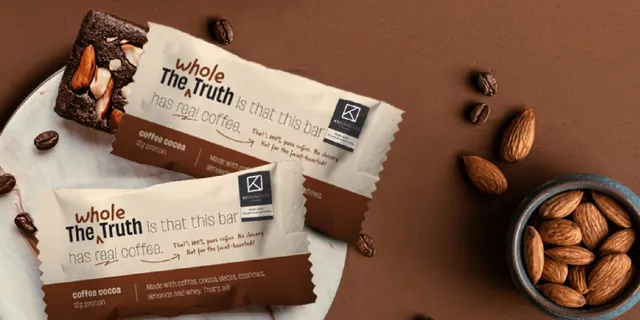 whole
The ^ Truth is that this bar
has real coffee.
That's 100% pure coffee. No chicory
Not for the faint-hearted!
coffee cocoa
Made with co
almonds
whole
The ^ Truth is that this bar
has real coffee.
That's 100% pure coffee. No chicory
Not for the faint-hearted!
coffee cocoa
Made with coffee, cocoa, dates, cashews,
almonds and whey. That's all!